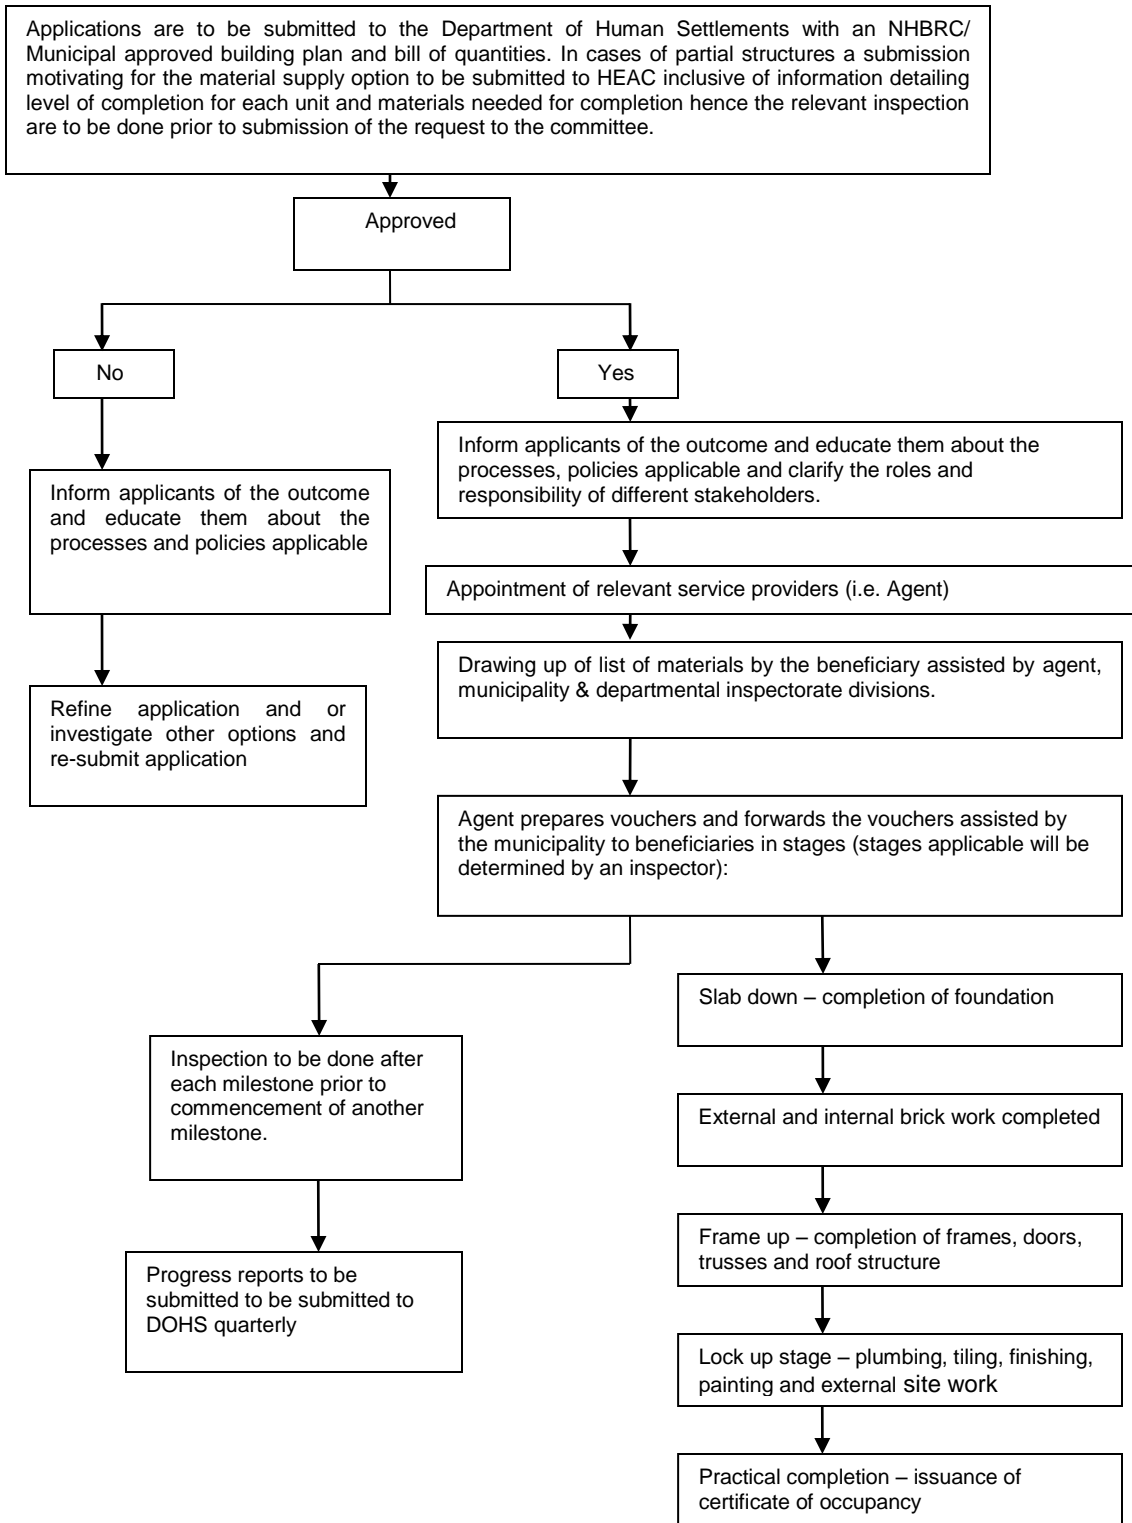 Applications are to be submitted to the Department of Human Settlements with an NHBRC/
Municipal approved building plan and bill of quantities. In cases of partial structures a submission
motivating for the material supply option to be submitted to HEAC inclusive of information detailing
level of completion for each unit and materials needed for completion hence the relevant inspection
are to be done prior to submission of the request to the committee.
Approved
No
Yes
Inform applicants of the outcome
and educate them about the
processes and policies applicable
Refine application and or
investigate other options and
re-submit application
Inform applicants of the outcome and educate them about the
processes, policies applicable and clarify the roles and
responsibility of different stakeholders.
Appointment of relevant service providers (i.e. Agent)
Drawing up of list of materials by the beneficiary assisted by agent,
municipality & departmental inspectorate divisions.
Agent prepares vouchers and forwards the vouchers assisted by
the municipality to beneficiaries in stages (stages applicable will be
determined by an inspector):
Inspection to be done after
each milestone prior to
commencement of another
milestone.
Progress reports to be
submitted to be submitted to
DOHS quarterly
Slab down – completion of foundation
External and internal brick work completed
Frame up – completion of frames, doors,
trusses and roof structure
Lock up stage – plumbing, tiling, finishing,
painting and external site work
Practical completion – issuance of
certificate of occupancy